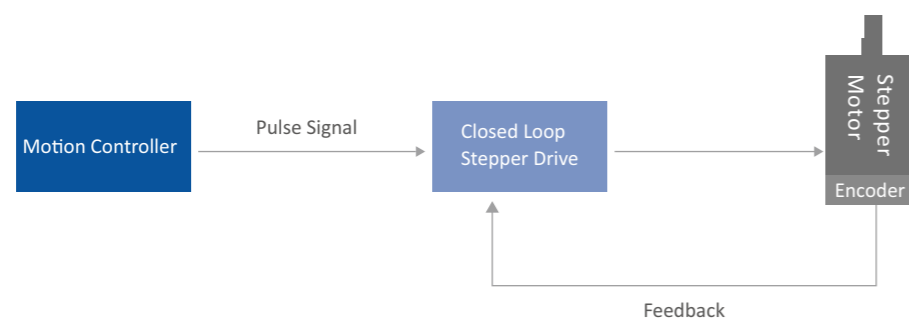 Motion Controller
Pulse Signal
Closed Loop
Stepper Drive
Stepper
Motor
Encoder
Feedback